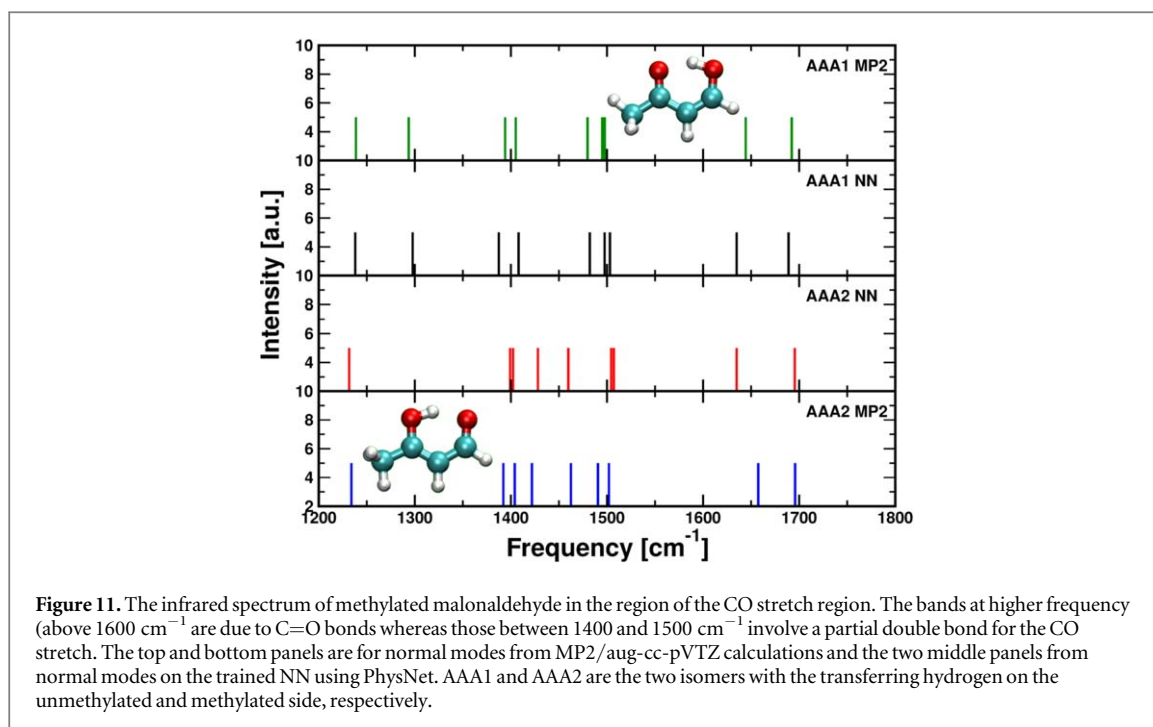 10
8
6
4
AAA1 MP2
10
8
6
4
AAA1 NN
10
8
6
4
AAA2 NN
10
8
6
4
2
AAA2 MP2
Intensity [a.u.]
1200 1300 1400 1500 1600 1700 1800
Frequency [cm⁻¹]
Figure 11. The infrared spectrum of methylated malonaldehyde in the region of the CO stretch region. The bands at higher frequency
(above 1600 cm⁻¹ are due to C=O bonds whereas those between 1400 and 1500 cm⁻¹ involve a partial double bond for the CO
stretch. The top and bottom panels are for normal modes from MP2/aug-cc-pVTZ calculations and the two middle panels from
normal modes on the trained NN using PhysNet. AAA1 and AAA2 are the two isomers with the transferring hydrogen on the
unmethylated and methylated side, respectively.